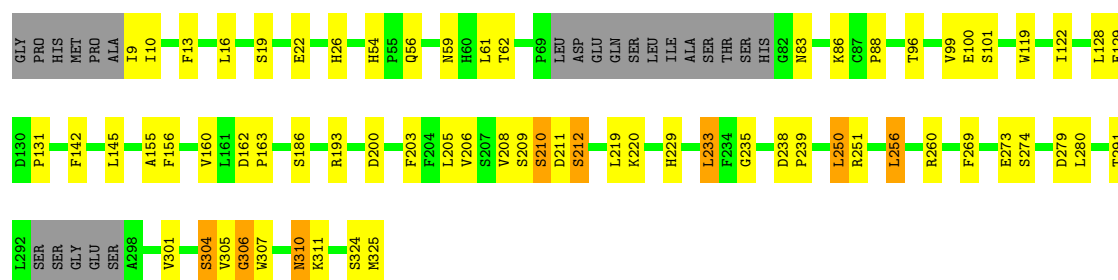 GLY PRO HIS MET PRO ALA I9 I10 F13 L16 S19 E22 H26 H54 P55 Q56 N59 H60 L61 T62 P69 LEU ASP GLU GLN SER LEU ILE ALA SER THR SER HIS G82 N83 K86 C87 P88 T96 V99 E100 S101 W119 I122 L128 E129
D130 P131 F142 L145 A155 F156 V160 L161 D162 P163 S186 R193 D200 F203 F204 L205 V206 S207 V208 S209 S210 D211 S212 L219 K220 H229 L233 F234 G235 D238 P239 L250 R251 L256 R260 F269 E273 S274 D279 L280 T291
L292 SER SER GLY GLU SER A298 V301 S304 V305 G306 W307 N310 K311 S324 M325